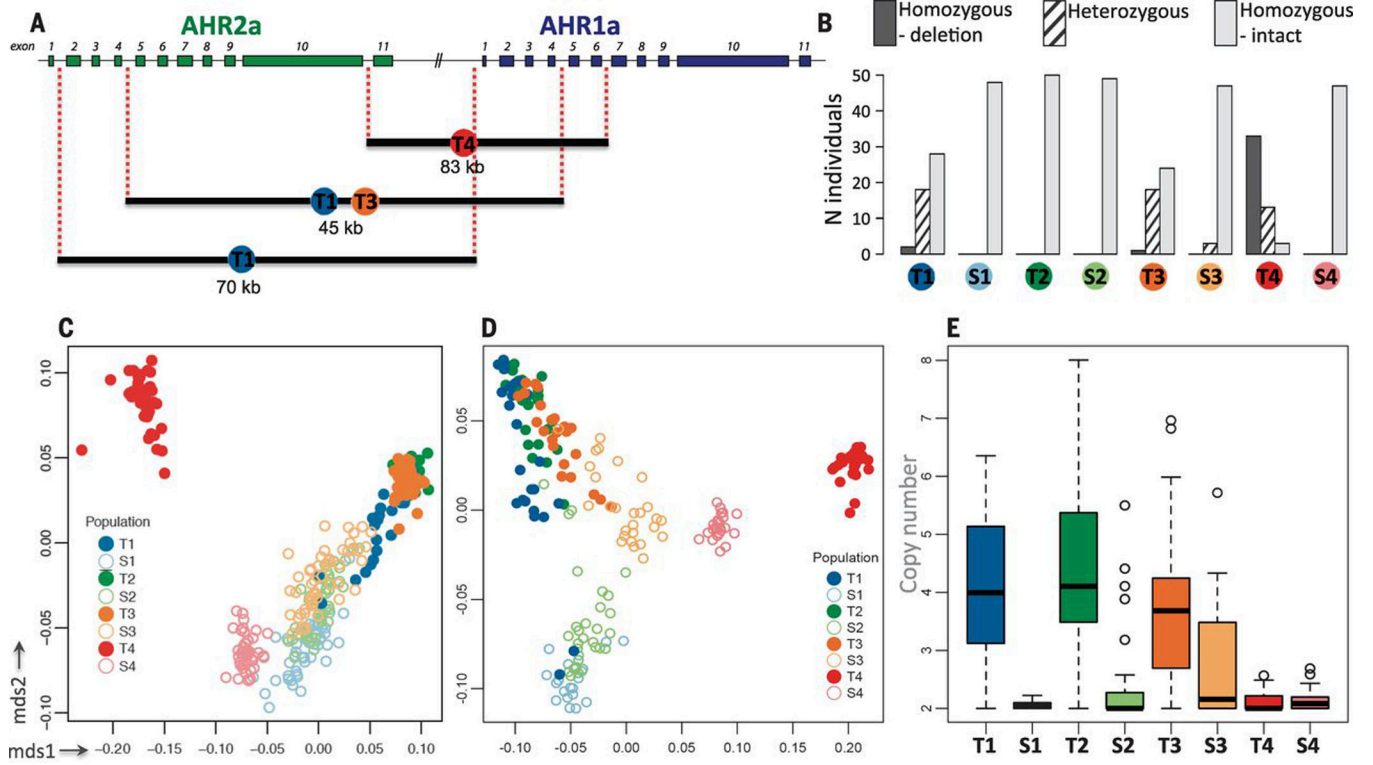 A
AHR2a
AHR1a
exon 1 2 3 4 5 6 7 8 9 10 11 // 1 2 3 4 5 6 7 8 9 10 11
T4
83 kb
T1 T3
45 kb
T1
70 kb
B
Homozygous - deletion
Heterozygous
Homozygous - intact
N individuals
50
40
30
20
10
0
T1 S1 T2 S2 T3 S3 T4 S4
C
0.10
0.05
0.00
−0.05
−0.10
Population
T1
S1
T2
S2
T3
S3
T4
S4
mds2
mds1
−0.20 −0.15 −0.10 −0.05 0.00 0.05 0.10
D
0.05
0.00
−0.05
−0.10
Population
T1
S1
T2
S2
T3
S3
T4
S4
−0.10 −0.05 0.00 0.05 0.10 0.15 0.20
E
Copy number
8
7
6
5
4
3
2
T1 S1 T2 S2 T3 S3 T4 S4